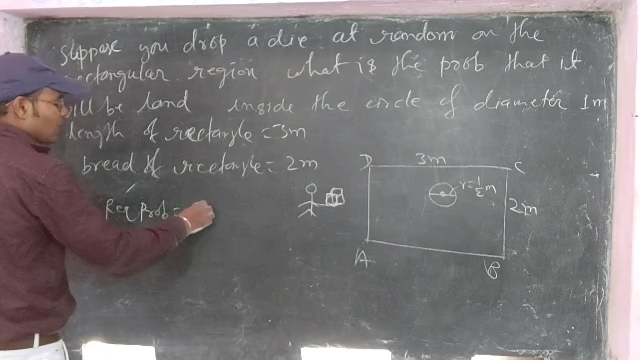 Suppose you drop a die at random on the
rectangular region what is the prob that it
will be land inside the circle of diameter 1m
length of rectangle = 3m
bread of rectangle = 2m
Req Prob =
D 3m C
r=1/2 m
2m
A B